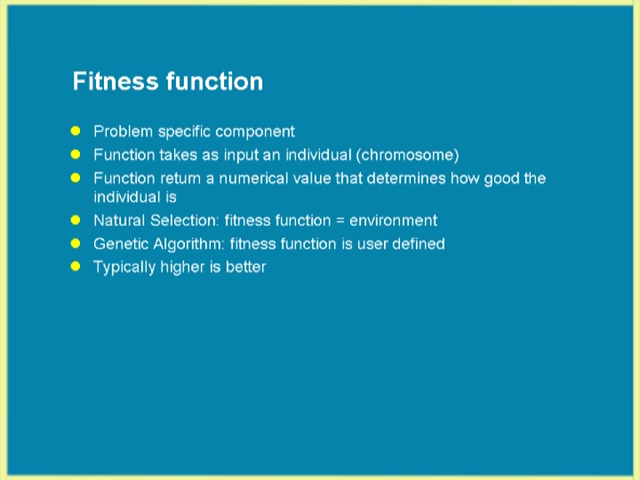 Fitness function
Problem specific component
Function takes as input an individual (chromosome)
Function return a numerical value that determines how good the
individual is
Natural Selection: fitness function = environment
Genetic Algorithm: fitness function is user defined
Typically higher is better